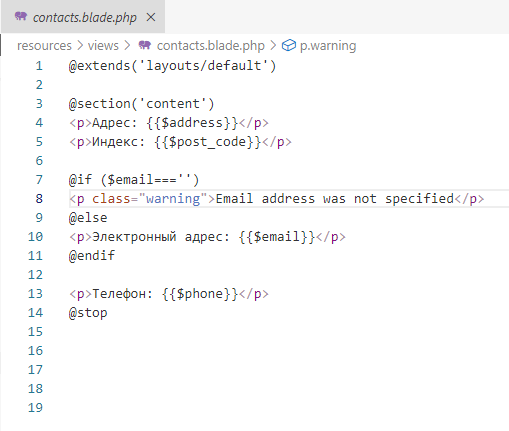 contacts.blade.php
resources > views > contacts.blade.php > p.warning
1 @extends('layouts/default')
2
3 @section('content')
4 <p>Адрес: {{$address}}</p>
5 <p>Индекс: {{$post_code}}</p>
6
7 @if ($email==='')
8 <p class="warning">Email address was not specified</p>
9 @else
10 <p>Электронный адрес: {{$email}}</p>
11 @endif
12
13 <p>Телефон: {{$phone}}</p>
14 @stop
15
16
17
18
19